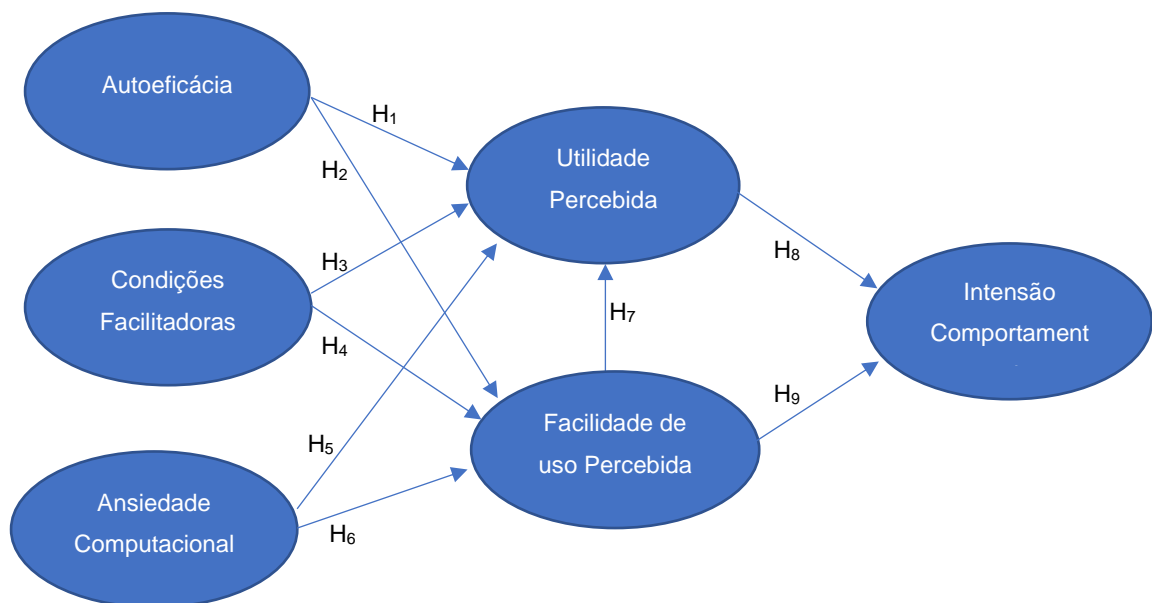 Autoeficácia
H₁
Utilidade
Percebida
H₂
H₃
Condições
Facilitadoras
H₄
H₈
Intensão
Comportament
H₇
H₉
Facilidade de
uso Percebida
H₅
Ansiedade
Computacional
H₆